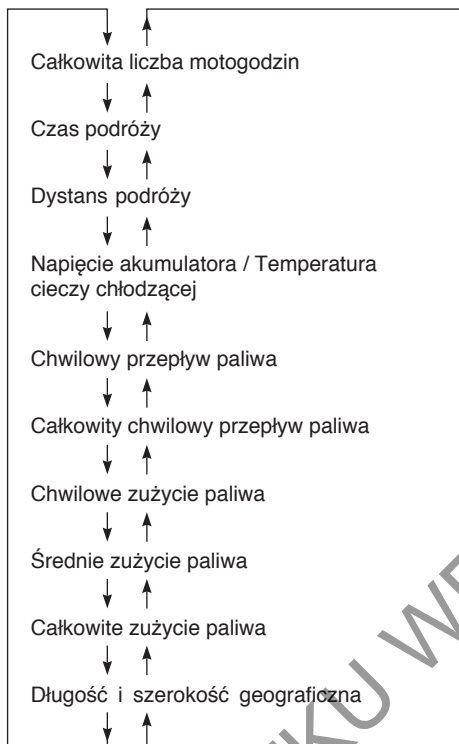 Całkowita liczba motogodzin
Czas podróży
Dystans podróży
Napięcie akumulatora / Temperatura
cieczy chłodzącej
Chwilowy przepływ paliwa
Całkowity chwilowy przepływ paliwa
Chwilowe zużycie paliwa
Średnie zużycie paliwa
Całkowite zużycie paliwa
Długość i szerokość geograficzna